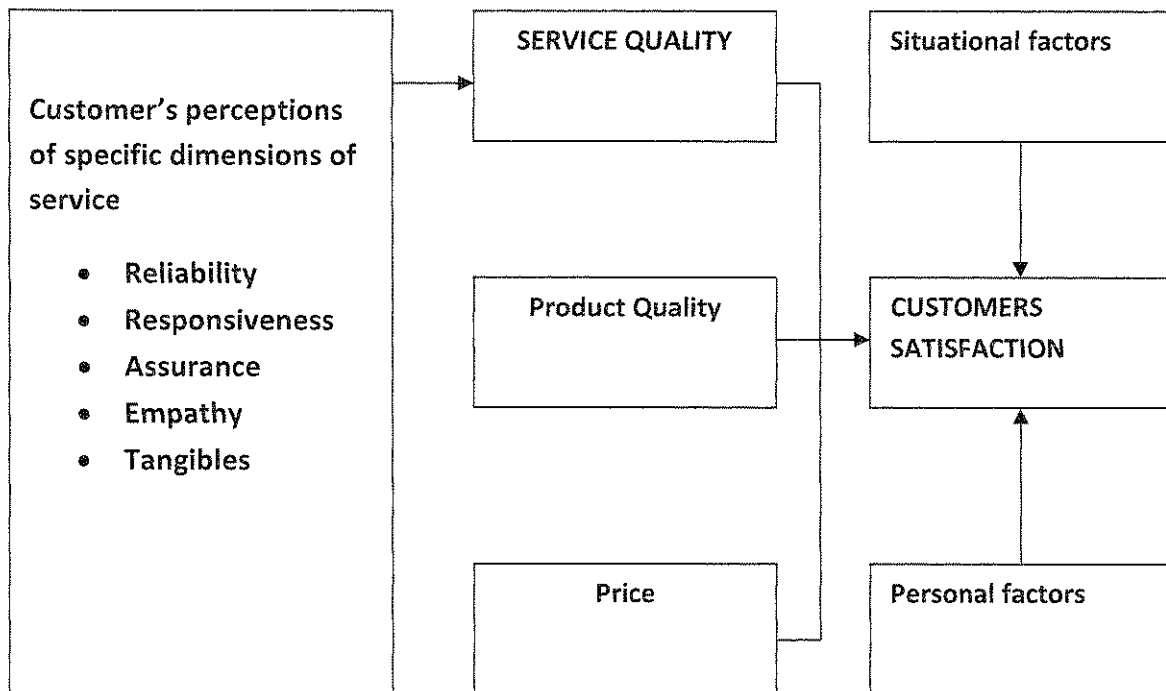 Customer's perceptions
of specific dimensions of
service
• Reliability
• Responsiveness
• Assurance
• Empathy
• Tangibles
SERVICE QUALITY
Product Quality
Price
Situational factors
CUSTOMERS
SATISFACTION
Personal factors